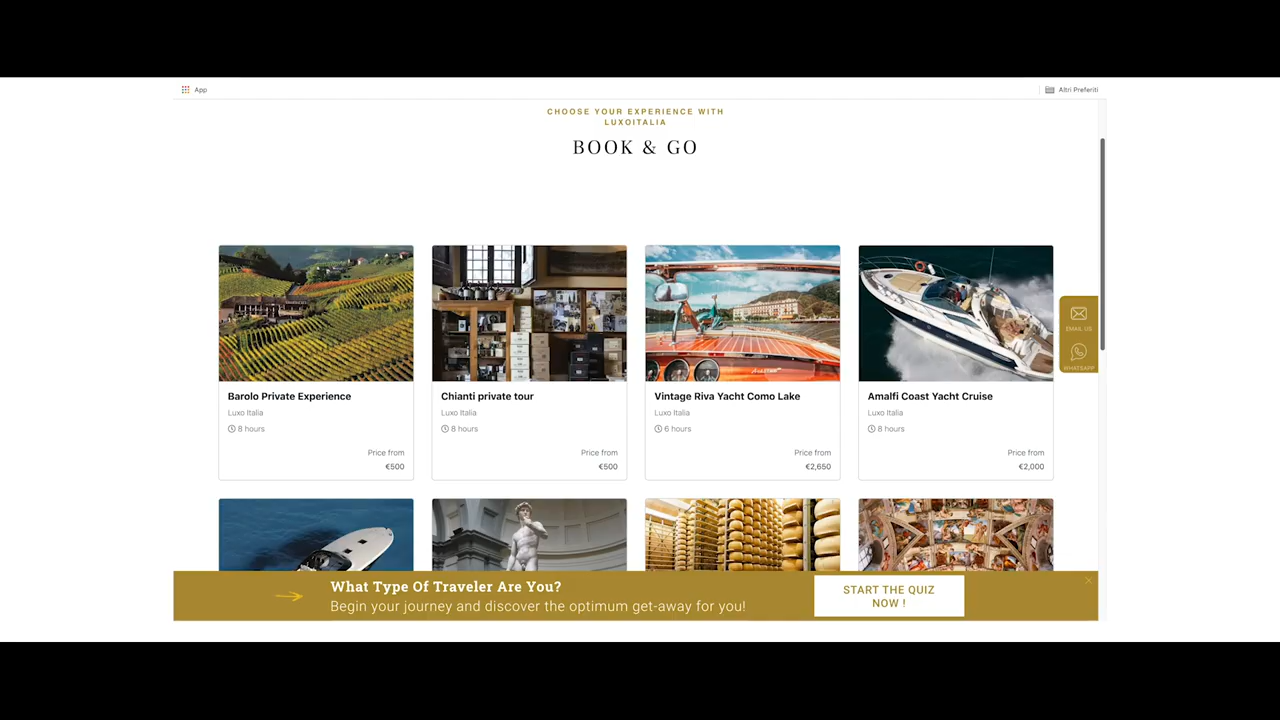 App
Altri Preferiti
CHOOSE YOUR EXPERIENCE WITH
LUXOITALIA
BOOK & GO
EMAIL US
WHATSAPP
Barolo Private Experience
Luxo Italia
8 hours
Price from
€500
Chianti private tour
Luxo Italia
8 hours
Price from
€500
Vintage Riva Yacht Como Lake
Luxo Italia
6 hours
Price from
€2,650
Amalfi Coast Yacht Cruise
Luxo Italia
8 hours
Price from
€2,000
What Type Of Traveler Are You?
Begin your journey and discover the optimum get-away for you!
START THE QUIZ
NOW !